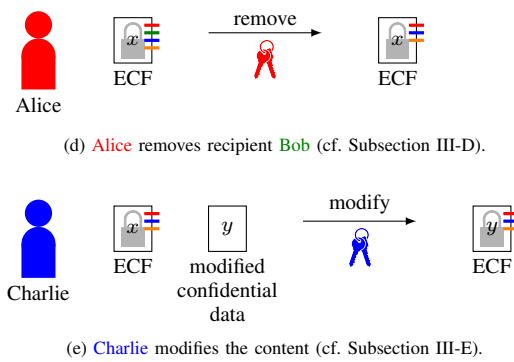 remove
x
x
ECF
ECF
Alice
(d) Alice removes recipient Bob (cf. Subsection III-D).
modify
x
y
y
ECF
modified
confidential
data
ECF
Charlie
(e) Charlie modifies the content (cf. Subsection III-E).